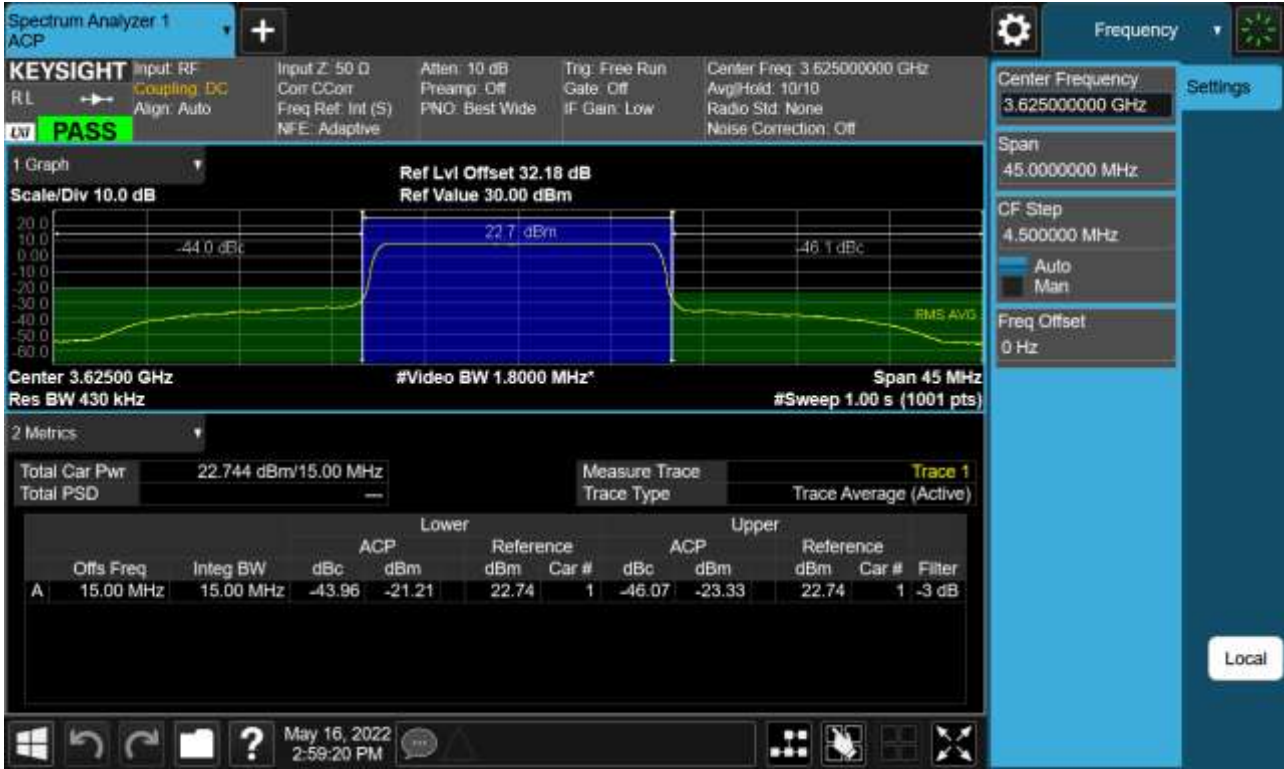 Spectrum Analyzer 1
ACP
+
Frequency
KEYSIGHT
RL
LXI
PASS
Input: RF
Coupling: DC
Align: Auto
Input Z: 50 Ω
Corr CCorr
Freq Ref: Int (S)
NFE: Adaptive
Atten: 10 dB
Preamp: Off
PNO: Best Wide
Trig: Free Run
Gate: Off
IF Gain: Low
Center Freq: 3.625000000 GHz
Avg|Hold: 10/10
Radio Std: None
Noise Correction: Off
Center Frequency
3.625000000 GHz
Settings
Span
45.0000000 MHz
CF Step
4.500000 MHz
Auto
Man
Freq Offset
0 Hz
1 Graph
Scale/Div 10.0 dB
Ref Lvl Offset 32.18 dB
Ref Value 30.00 dBm
20.0
10.0
0.00
-10.0
-20.0
-30.0
-40.0
-50.0
-60.0
-44.0 dBc
22.7 dBm
-46.1 dBc
RMS AVG
Center 3.62500 GHz
#Video BW 1.8000 MHz*
Span 45 MHz
Res BW 430 kHz
#Sweep 1.00 s (1001 pts)
2 Metrics
Total Car Pwr 22.744 dBm/15.00 MHz
Total PSD ---
Measure Trace Trace 1
Trace Type Trace Average (Active)
Lower Upper
ACP Reference ACP Reference
Offs Freq Integ BW dBc dBm dBm Car # dBc dBm dBm Car # Filter
A 15.00 MHz 15.00 MHz -43.96 -21.21 22.74 1 -46.07 -23.33 22.74 1 -3 dB
Local
?
May 16, 2022
2:59:20 PM